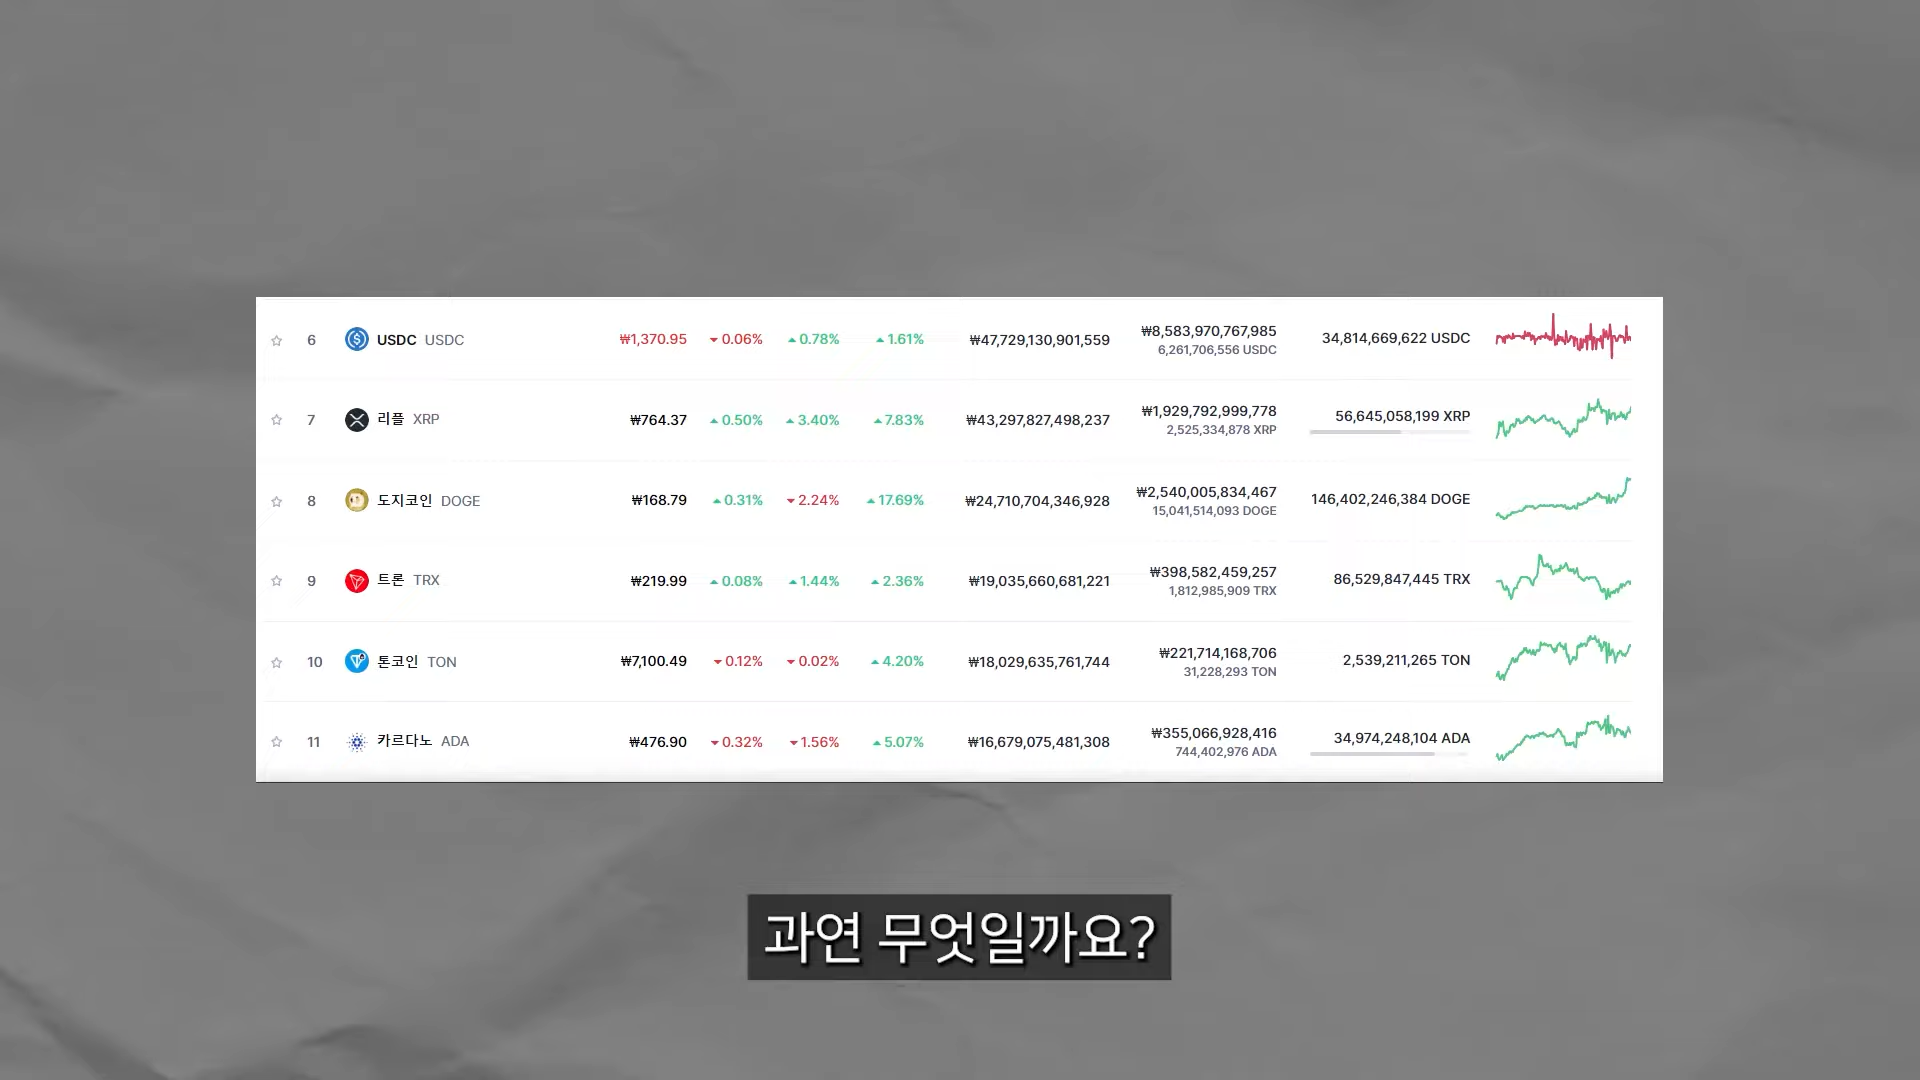 6 USDC USDC ₩1,370.95 0.06% 0.78% 1.61% ₩47,729,130,901,559 ₩8,583,970,767,985 34,814,669,622 USDC
6,261,706,556 USDC
7 리플 XRP ₩764.37 0.50% 3.40% 7.83% ₩43,297,827,498,237 ₩1,929,792,999,778 56,645,058,199 XRP
2,525,334,878 XRP
8 도지코인 DOGE ₩168.79 0.31% 2.24% 17.69% ₩24,710,704,346,928 ₩2,540,005,834,467 146,402,246,384 DOGE
15,041,514,093 DOGE
9 트론 TRX ₩219.99 0.08% 1.44% 2.36% ₩19,035,660,681,221 ₩398,582,459,257 86,529,847,445 TRX
1,812,985,909 TRX
10 톤코인 TON ₩7,100.49 0.12% 0.02% 4.20% ₩18,029,635,761,744 ₩221,714,168,706 2,539,211,265 TON
31,228,293 TON
11 카르다노 ADA ₩476.90 0.32% 1.56% 5.07% ₩16,679,075,481,308 ₩355,066,928,416 34,974,248,104 ADA
744,402,976 ADA
과연 무엇일까요?